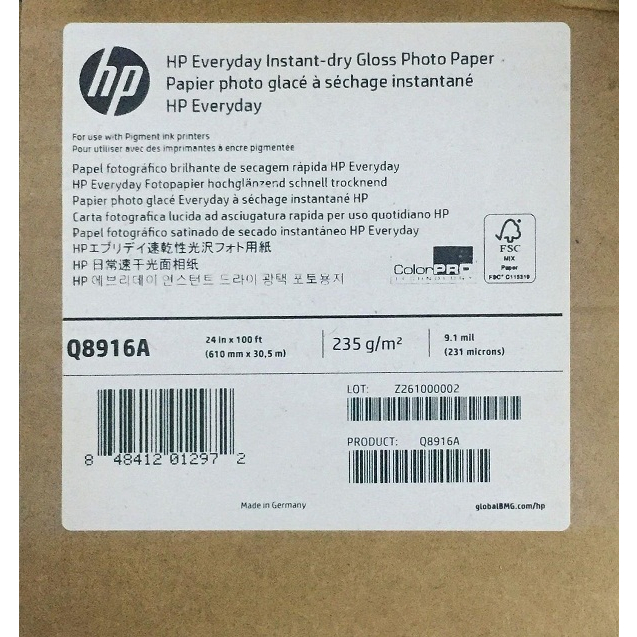 hp
HP Everyday Instant-dry Gloss Photo Paper
Papier photo glacé à séchage instantané
HP Everyday
For use with Pigment ink printers
Pour utiliser avec des imprimantes à encre pigmentée
Papel fotográfico brilhante de secagem rápida HP Everyday
HP Everyday Fotopapier hochglänzend schnell trocknend
Papier photo glacé Everyday à séchage instantané HP
Carta fotografica lucida ad asciugatura rapida per uso quotidiano HP
Papel fotográfico satinado de secado instantáneo HP Everyday
HPエブリデイ速乾性光沢フォト用紙
HP 日常速干光面相纸
HP 에브리데이 인스턴트 드라이 광택 포토용지
ColorPRO
TECHNOLOGY
FSC
MIX
Paper
FSC® C115319
Q8916A
24 in x 100 ft
(610 mm x 30,5 m)
235 g/m²
9.1 mil
(231 microns)
LOT: Z261000002
PRODUCT: Q8916A
8 48412 01297 2
Made in Germany
globalBMG.com/hp